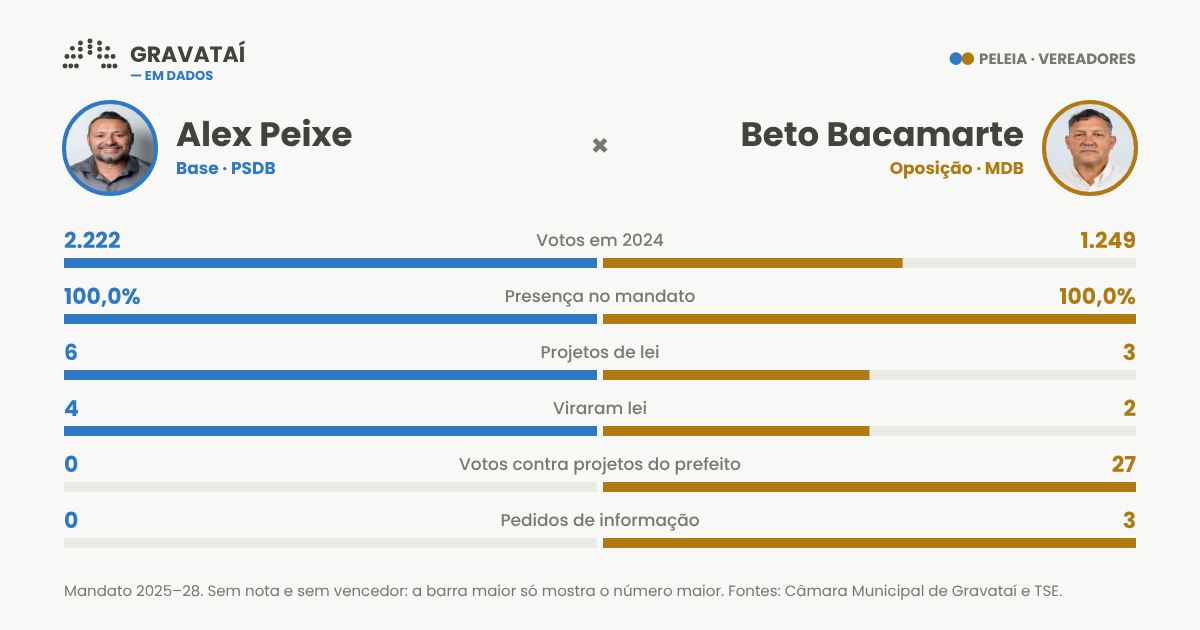 GRAVATAÍ
— EM DADOS
PELEIA · VEREADORES
Alex Peixe
Base · PSDB
×
Beto Bacamarte
Oposição · MDB
2.222 Votos em 2024 1.249
100,0% Presença no mandato 100,0%
6 Projetos de lei 3
4 Viraram lei 2
0 Votos contra projetos do prefeito 27
0 Pedidos de informação 3
Mandato 2025–28. Sem nota e sem vencedor: a barra maior só mostra o número maior. Fontes: Câmara Municipal de Gravataí e TSE.